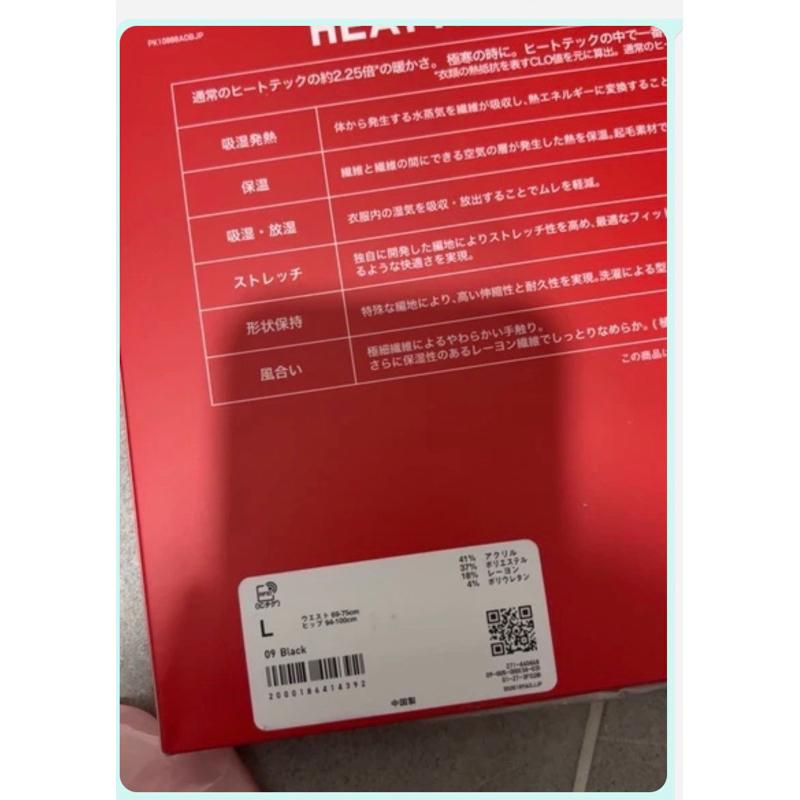 PK10888AOBJP
HEATT
通常のヒートテックの約2.25倍*の暖かさ。極寒の時に。ヒートテックの中で一番
*衣類の熱抵抗を表すCLO値を元に算出。通常のヒー
吸湿発熱
体から発生する水蒸気を繊維が吸収し、熱エネルギーに変換すること
保温
繊維と繊維の間にできる空気の層が発生した熱を保温。起毛素材で
吸湿・放湿
衣服内の湿気を吸収・放出することでムレを軽減。
ストレッチ
独自に開発した編地によりストレッチ性を高め、最適なフィット
るような快適さを実現。
形状保持
特殊な編地により、高い伸縮性と耐久性を実現。洗濯による型
風合い
極細繊維によるやわらかい手触り。
さらに保湿性のあるレーヨン繊維でしっとりなめらか。(
この商品に
41% アクリル
37% ポリエステル
18% レーヨン
4% ポリウレタン
RFID
L
ウエスト 69-75cm
ヒップ 94-100cm
09 Black
2000186414392
中国製